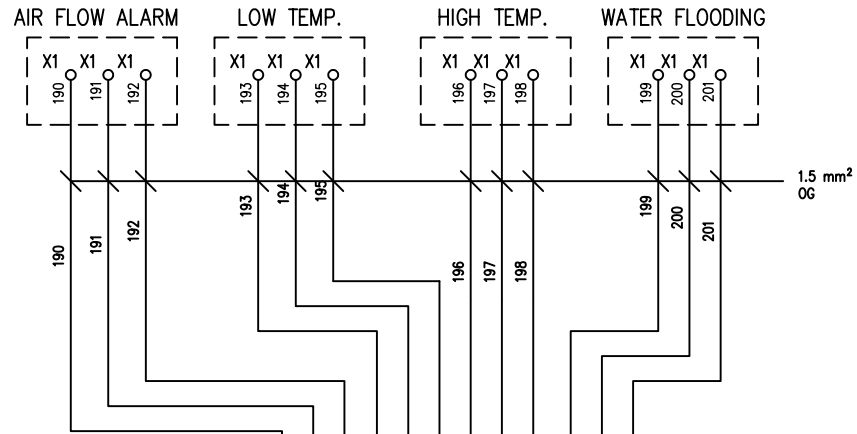 AIR FLOW ALARM LOW TEMP. HIGH TEMP. WATER FLOODING
X1 X1 X1 X1 X1 X1 X1 X1 X1 X1 X1 X1
190 191 192 193 194 195 196 197 198 199 200 201
1.5 mm²
OG
190 191 192 193 194 195 196 197 198 199 200 201